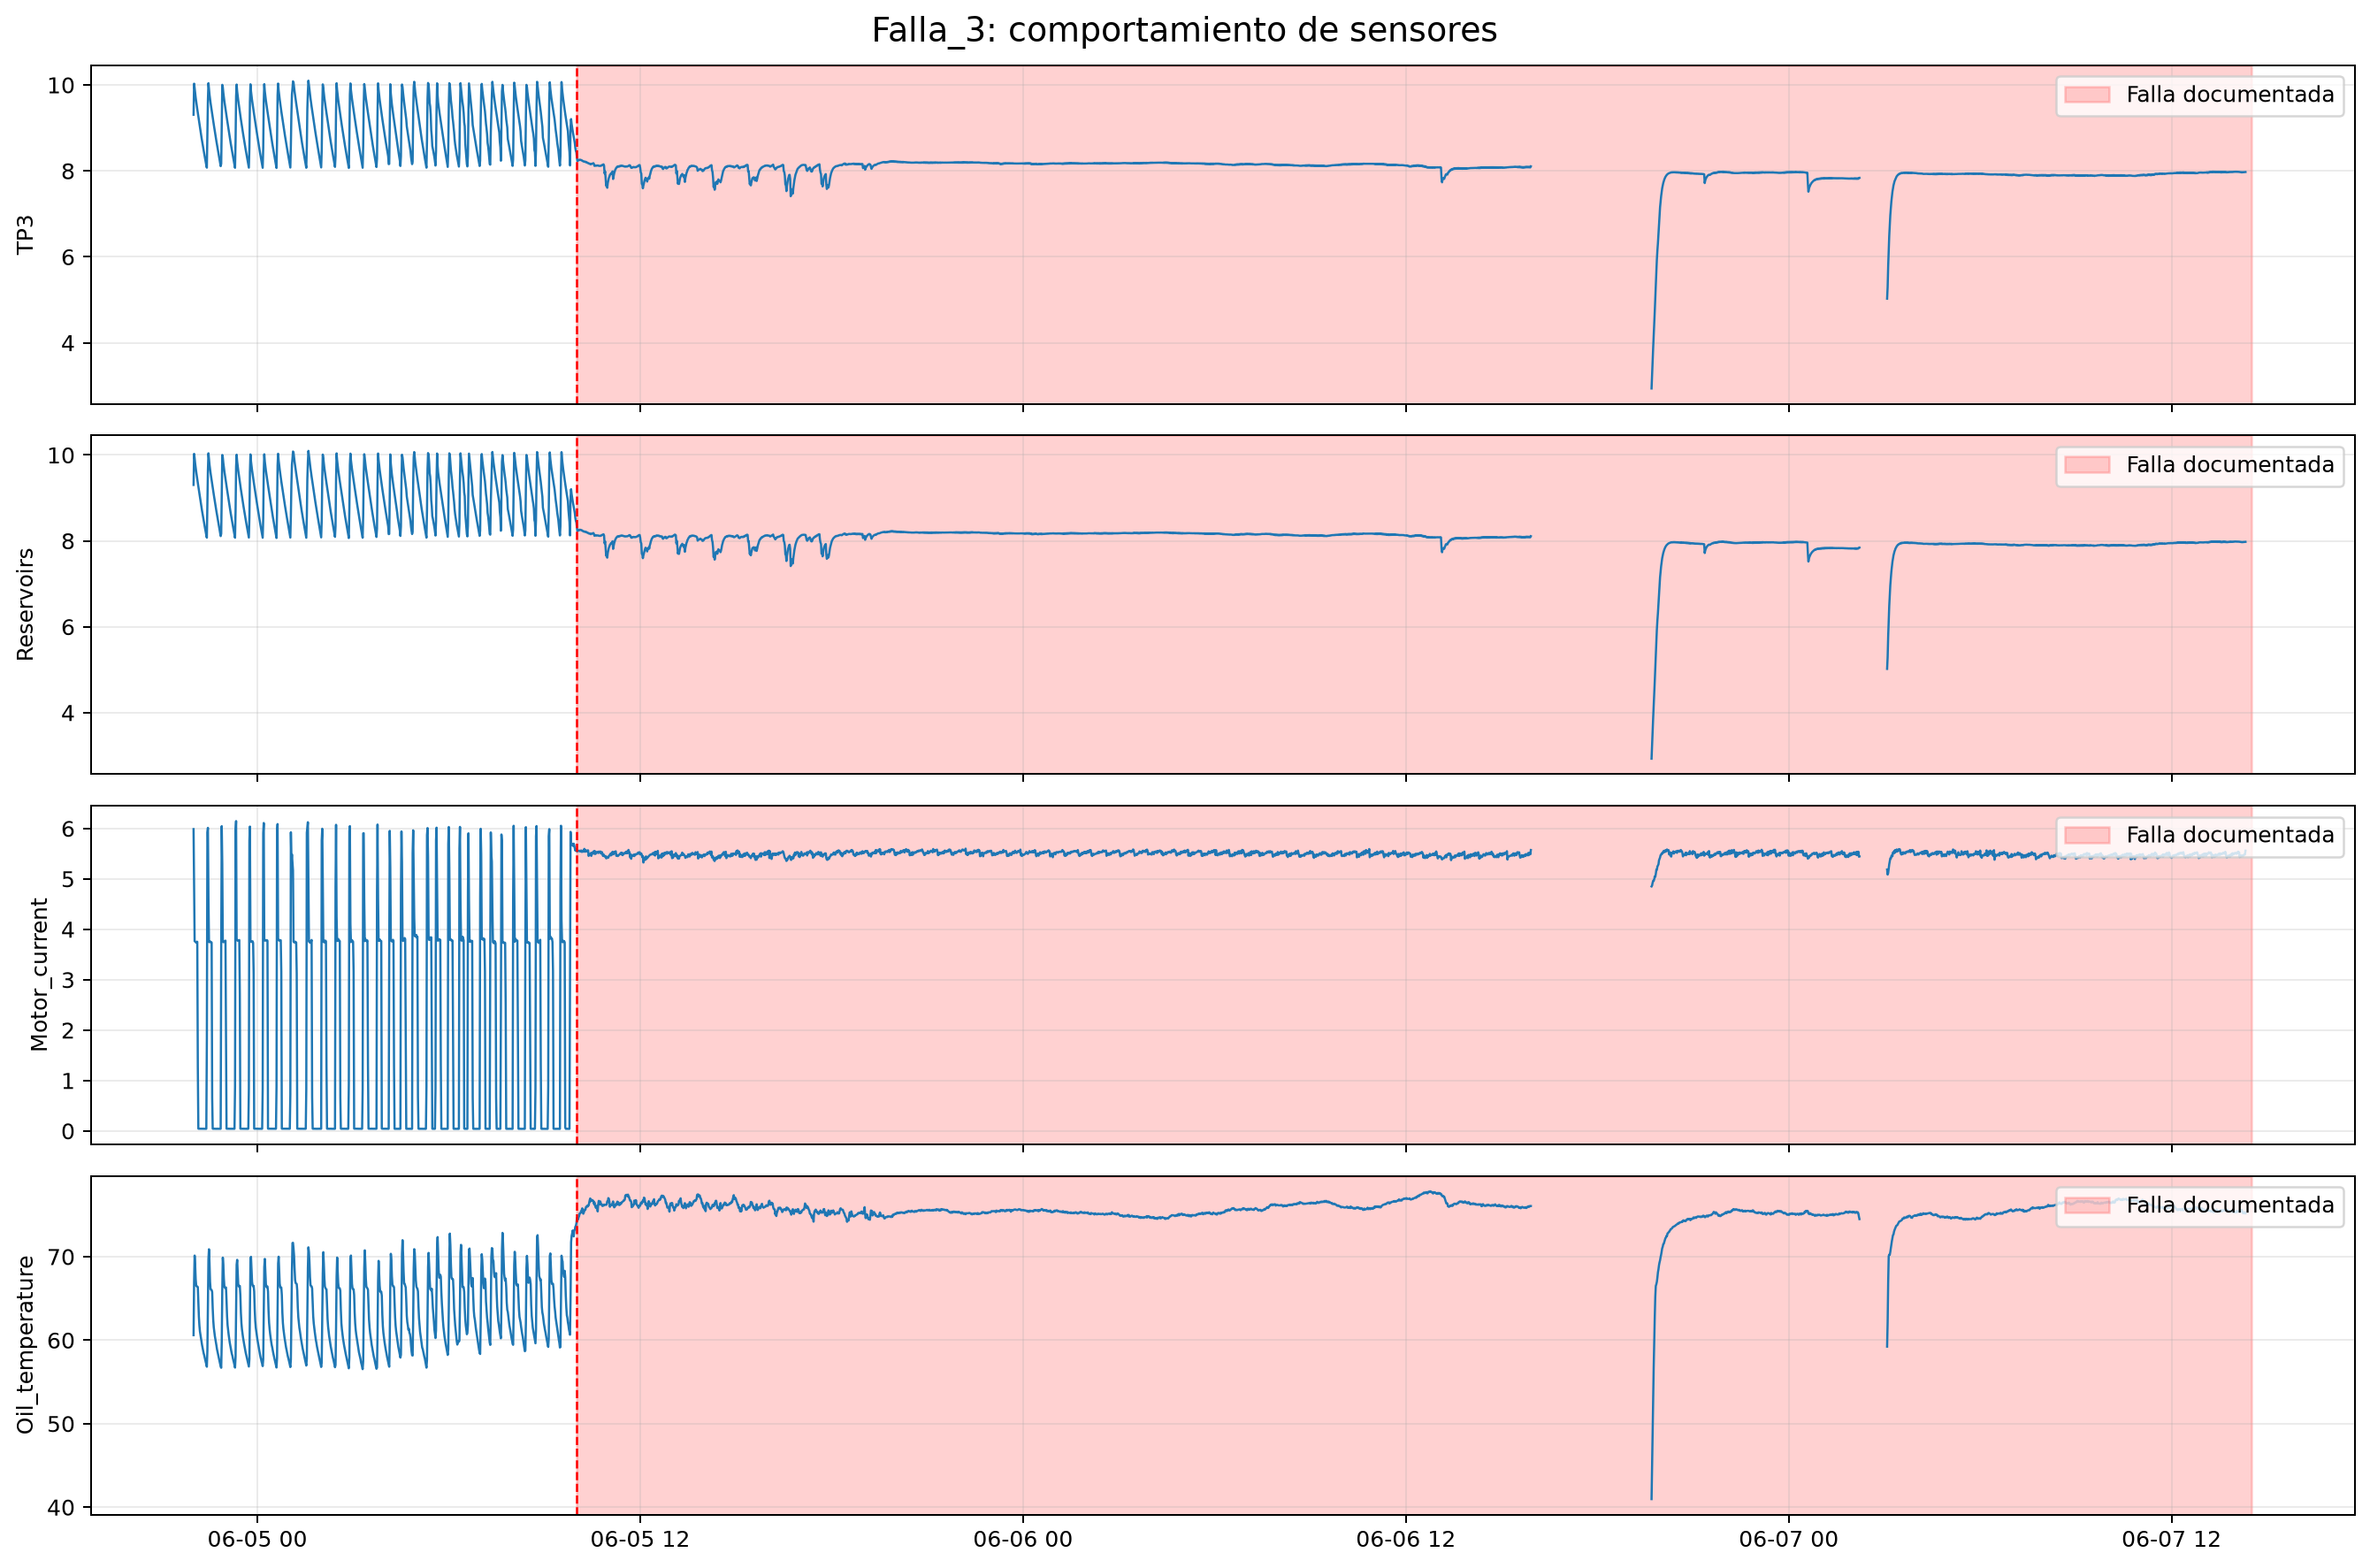 Falla_3: comportamiento de sensores
10
8
6
4
TP3
Falla documentada
10
8
6
4
Reservoirs
Falla documentada
6
5
4
3
2
1
0
Motor_current
Falla documentada
70
60
50
40
Oil_temperature
Falla documentada
06-05 00
06-05 12
06-06 00
06-06 12
06-07 00
06-07 12